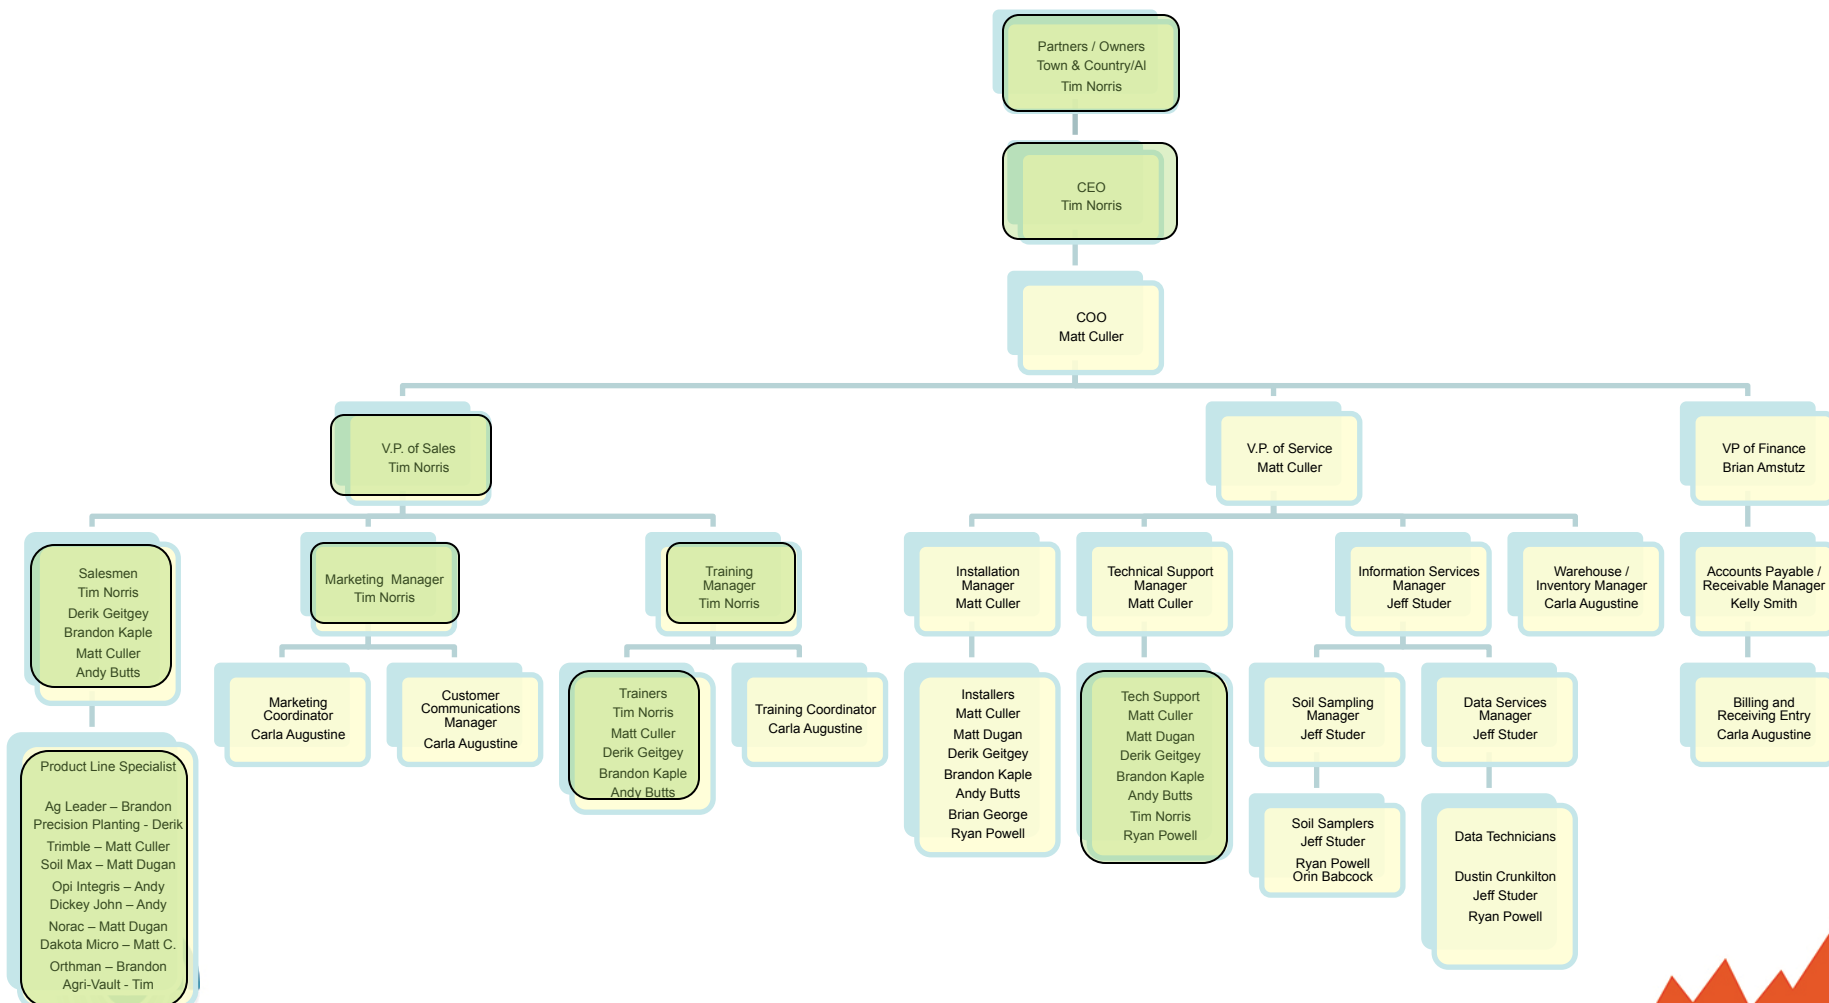 Partners / Owners
Town & Country/AI
Tim Norris
CEO
Tim Norris
COO
Matt Culler
V.P. of Sales
Tim Norris
V.P. of Service
Matt Culler
VP of Finance
Brian Amstutz
Salesmen
Tim Norris
Derik Geitgey
Brandon Kaple
Matt Culler
Andy Butts
Marketing Manager
Tim Norris
Training
Manager
Tim Norris
Installation
Manager
Matt Culler
Technical Support
Manager
Matt Culler
Information Services
Manager
Jeff Studer
Warehouse /
Inventory Manager
Carla Augustine
Accounts Payable /
Receivable Manager
Kelly Smith
Product Line Specialist
Ag Leader – Brandon
Precision Planting - Derik
Trimble – Matt Culler
Soil Max – Matt Dugan
Opi Integris – Andy
Dickey John – Andy
Norac – Matt Dugan
Dakota Micro – Matt C.
Orthman – Brandon
Agri-Vault - Tim
Marketing
Coordinator
Carla Augustine
Customer
Communications
Manager
Carla Augustine
Trainers
Tim Norris
Matt Culler
Derik Geitgey
Brandon Kaple
Andy Butts
Training Coordinator
Carla Augustine
Installers
Matt Culler
Matt Dugan
Derik Geitgey
Brandon Kaple
Andy Butts
Brian George
Ryan Powell
Tech Support
Matt Culler
Matt Dugan
Derik Geitgey
Brandon Kaple
Andy Butts
Tim Norris
Ryan Powell
Soil Sampling
Manager
Jeff Studer
Soil Samplers
Jeff Studer
Ryan Powell
Orin Babcock
Data Services
Manager
Jeff Studer
Data Technicians
Dustin Crunkilton
Jeff Studer
Ryan Powell
Billing and
Receiving Entry
Carla Augustine